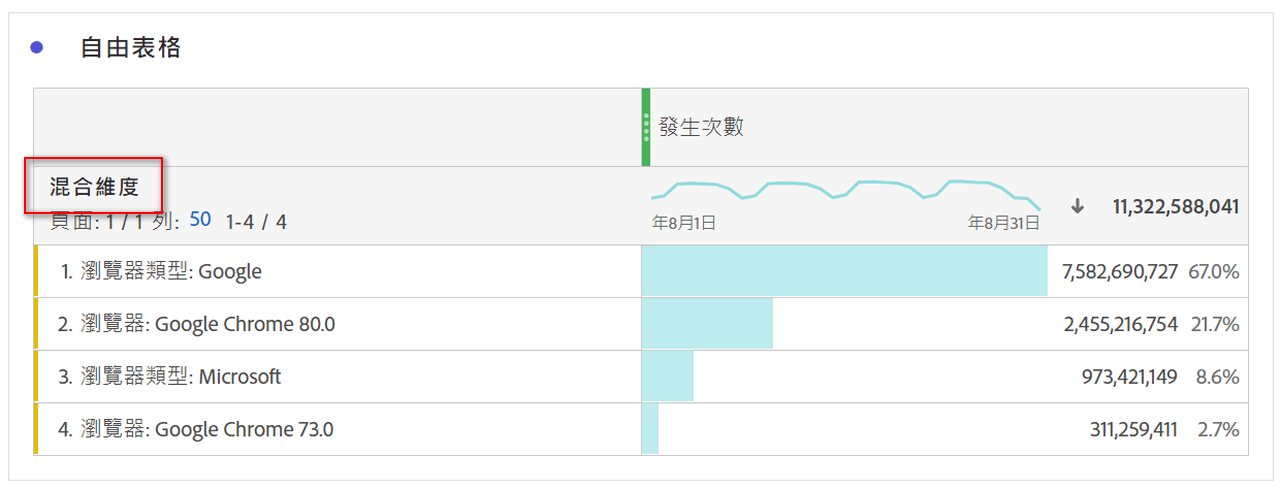 自由表格
發生次數
混合維度
頁面: 1 / 1 列: 50 1-4 / 4
年8月1日 年8月31日
11,322,588,041
1. 瀏覽器類型: Google 7,582,690,727 67.0%
2. 瀏覽器: Google Chrome 80.0 2,455,216,754 21.7%
3. 瀏覽器類型: Microsoft 973,421,149 8.6%
4. 瀏覽器: Google Chrome 73.0 311,259,411 2.7%